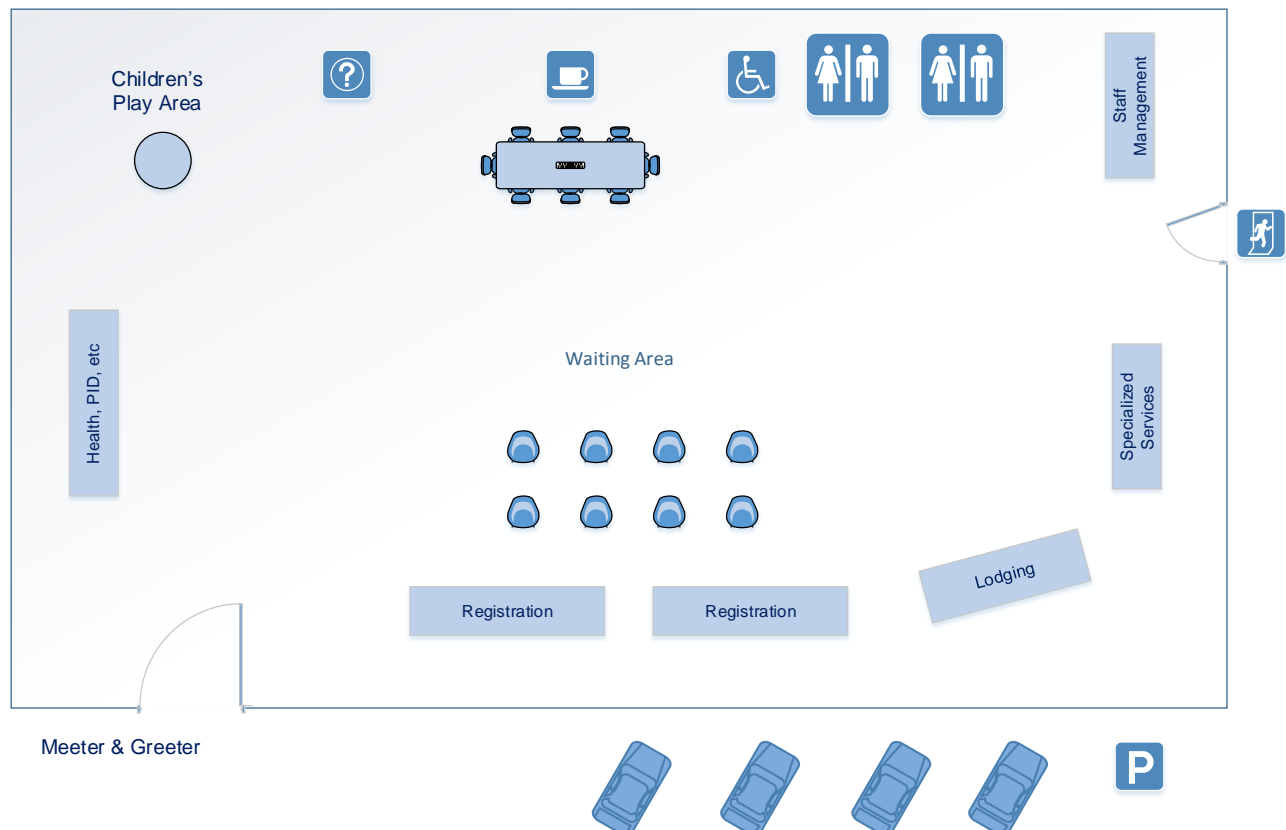 Children's
Play Area
?
Staff
Management
Health, PID, etc
Waiting Area
Specialized
Services
Lodging
Registration
Registration
Meeter & Greeter
P